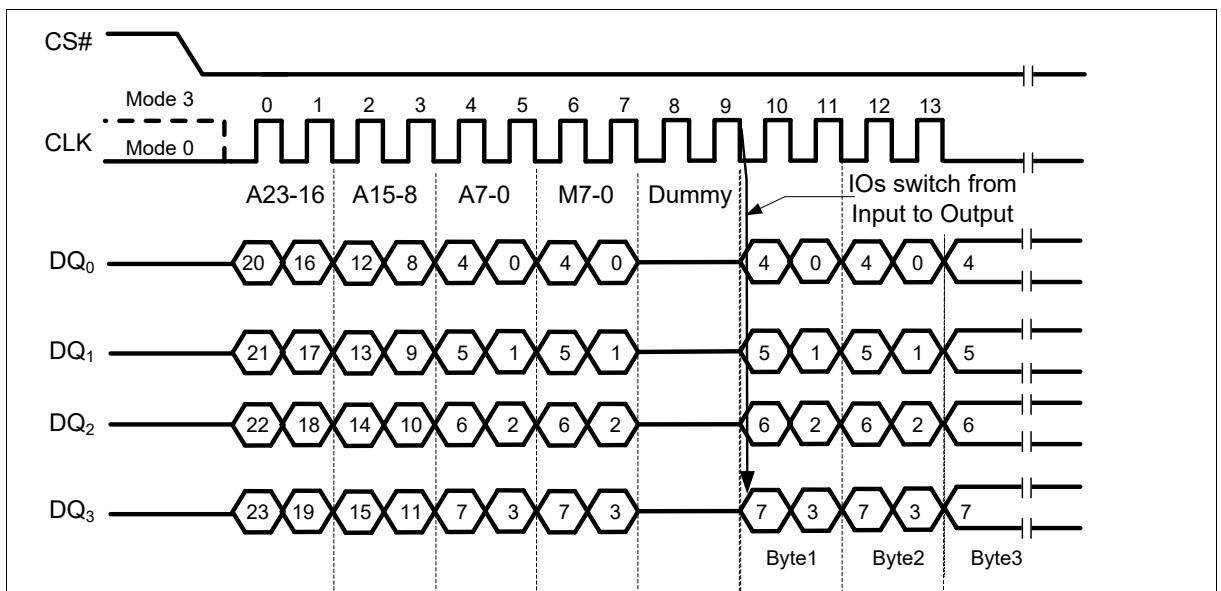 CS#
Mode 3
0 1 2 3 4 5 6 7 8 9 10 11 12 13
CLK
Mode 0
A23-16 A15-8 A7-0 M7-0 Dummy
IOs switch from
Input to Output
DQ0 20 16 12 8 4 0 4 0 4 0 4 0 4
DQ1 21 17 13 9 5 1 5 1 5 1 5 1 5
DQ2 22 18 14 10 6 2 6 2 6 2 6 2 6
DQ3 23 19 15 11 7 3 7 3 7 3 7 3 7
Byte1 Byte2 Byte3